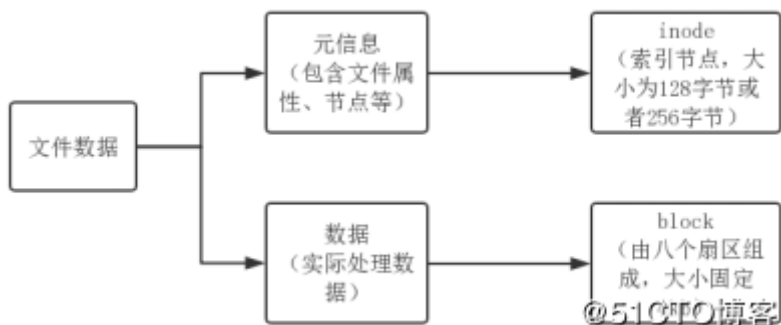 元信息
（包含文件属
性、节点等）
inode
（索引节点，大
小为128字节或
者256字节）
文件数据
数据
（实际处理数
据）
block
（由八个扇区组
成，大小固定
@51CTO博客